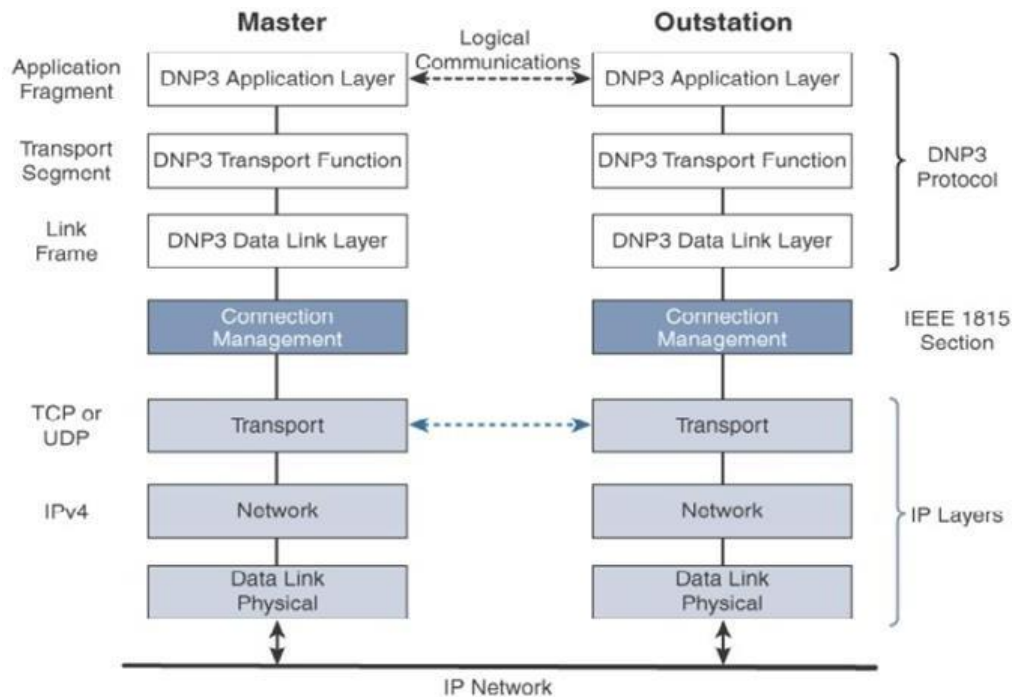 Master
Outstation
Application
Fragment
DNP3 Application Layer
Logical
Communications
DNP3 Application Layer
Transport
Segment
DNP3 Transport Function
DNP3 Transport Function
DNP3
Protocol
Link
Frame
DNP3 Data Link Layer
DNP3 Data Link Layer
Connection
Management
Connection
Management
IEEE 1815
Section
TCP or
UDP
Transport
Transport
IPv4
Network
Network
IP Layers
Data Link
Physical
Data Link
Physical
IP Network